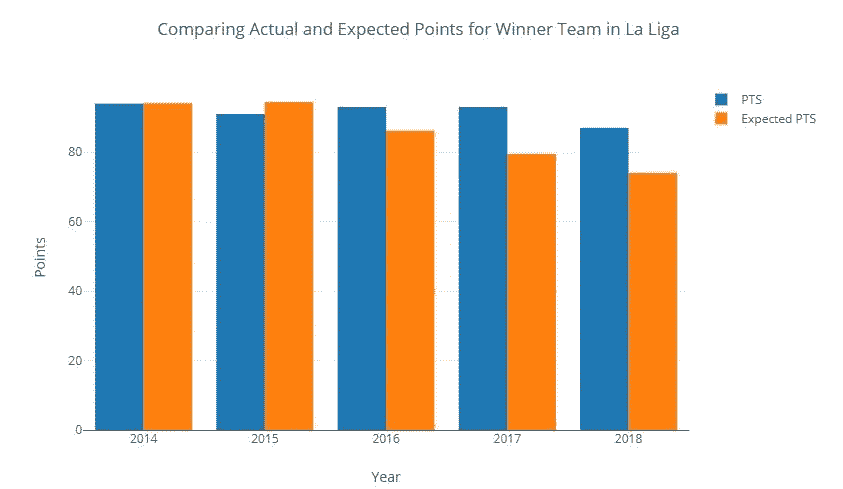 Comparing Actual and Expected Points for Winner Team in La Liga
PTS
Expected PTS
80
60
40
20
0
Points
2014
2015
2016
2017
2018
Year